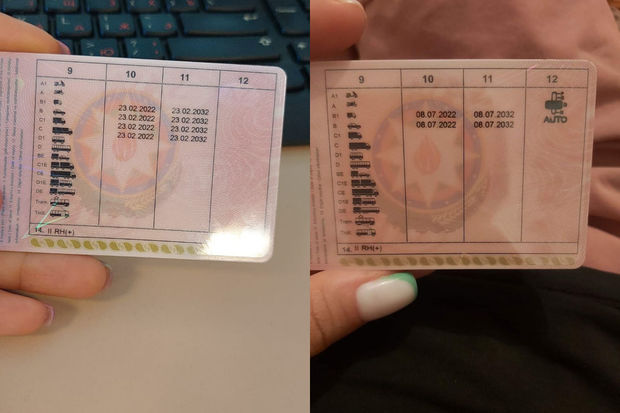 9 10 11 12
A1
A
B1 23.02.2022 23.02.2032
B 23.02.2022 23.02.2032
C1 23.02.2022 23.02.2032
C 23.02.2022 23.02.2032
D1
D
BE
C1E
CE
D1E
DE
Tram
14. II RH(+)
9 10 11 12
A1
A
B1 08.07.2022 08.07.2032
B 08.07.2022 08.07.2032
AUTO
C1
C
D1
D
BE
C1E
CE
D1E
DE
Tram
14. II RH(+)